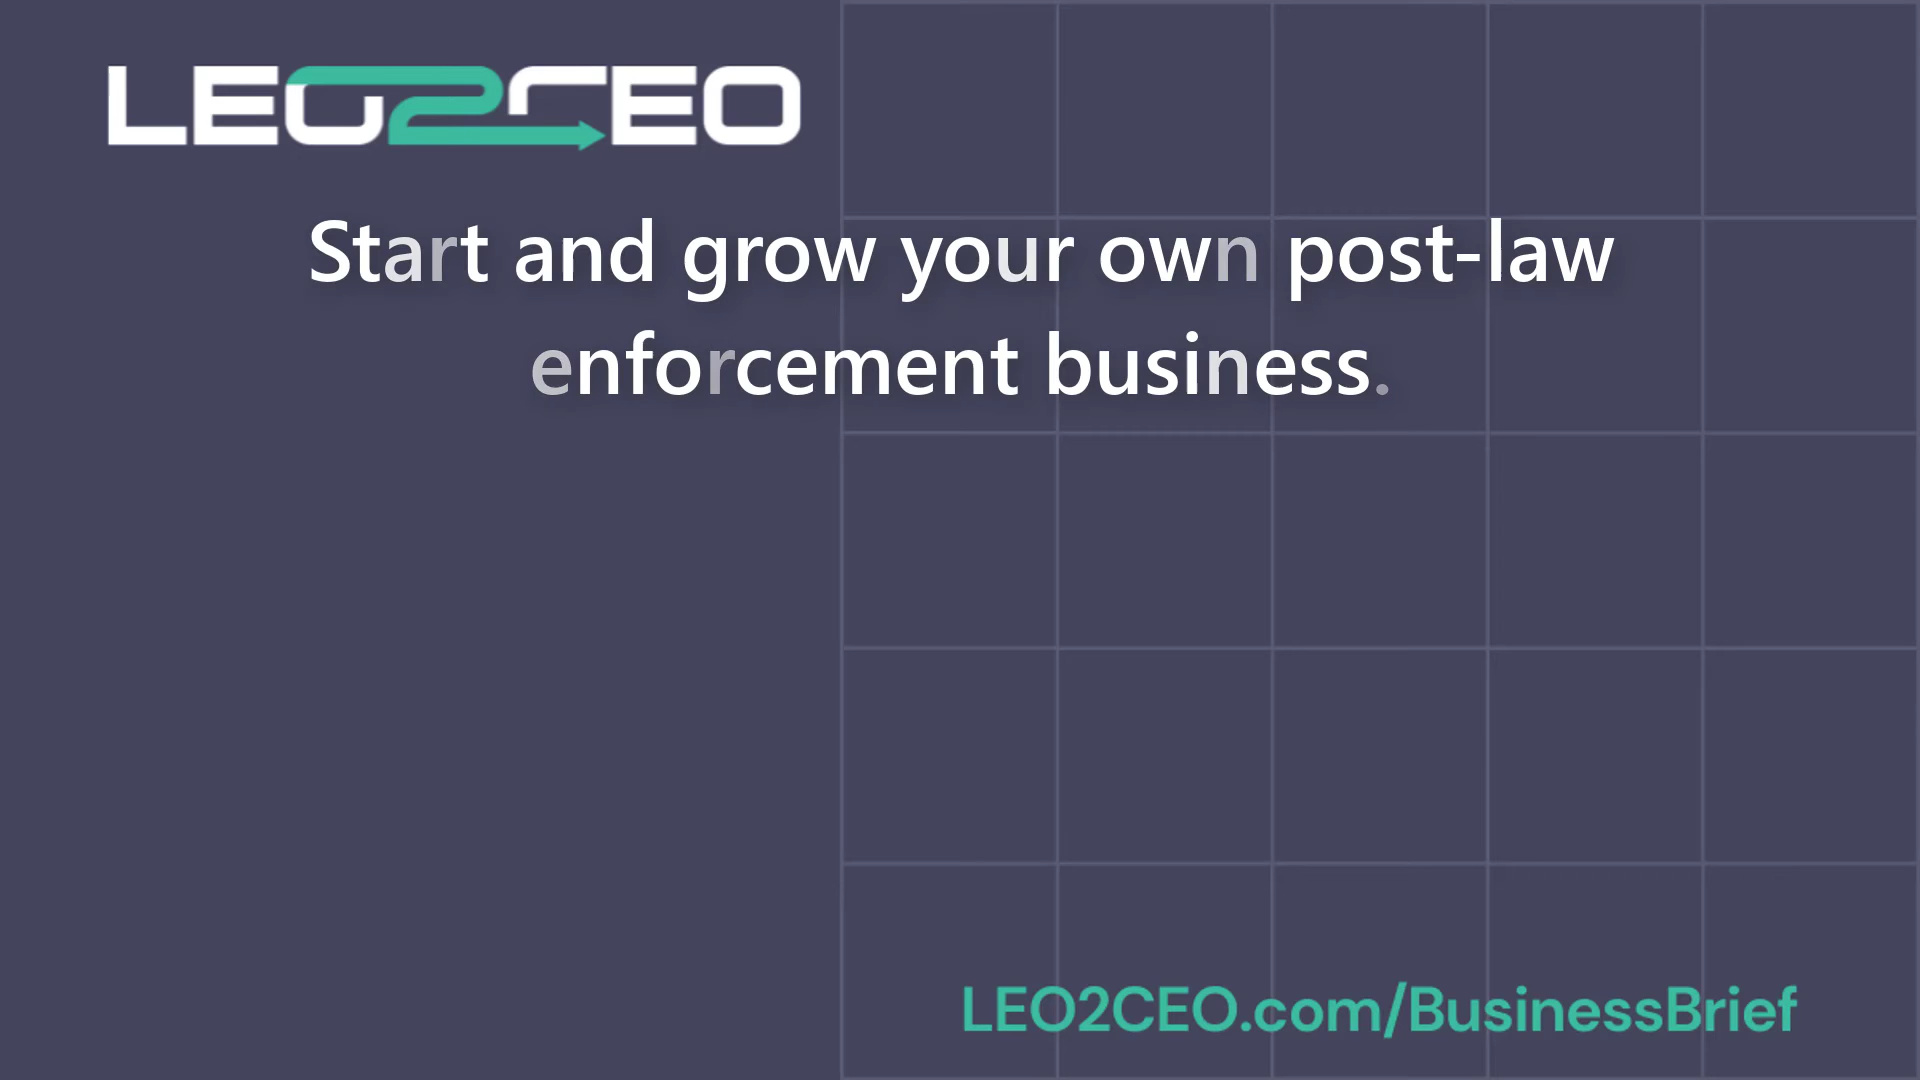 LEO2CEO
Start and grow your own post-law
enforcement business.
LEO2CEO.com/BusinessBrief